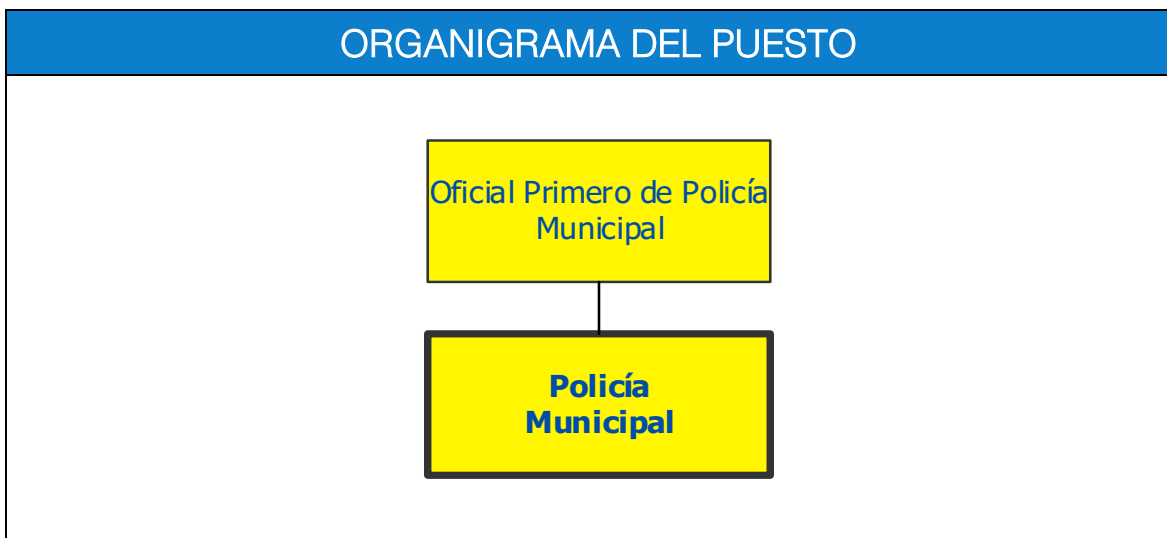 ORGANIGRAMA DEL PUESTO
Oficial Primero de Policía
Municipal
Policía
Municipal